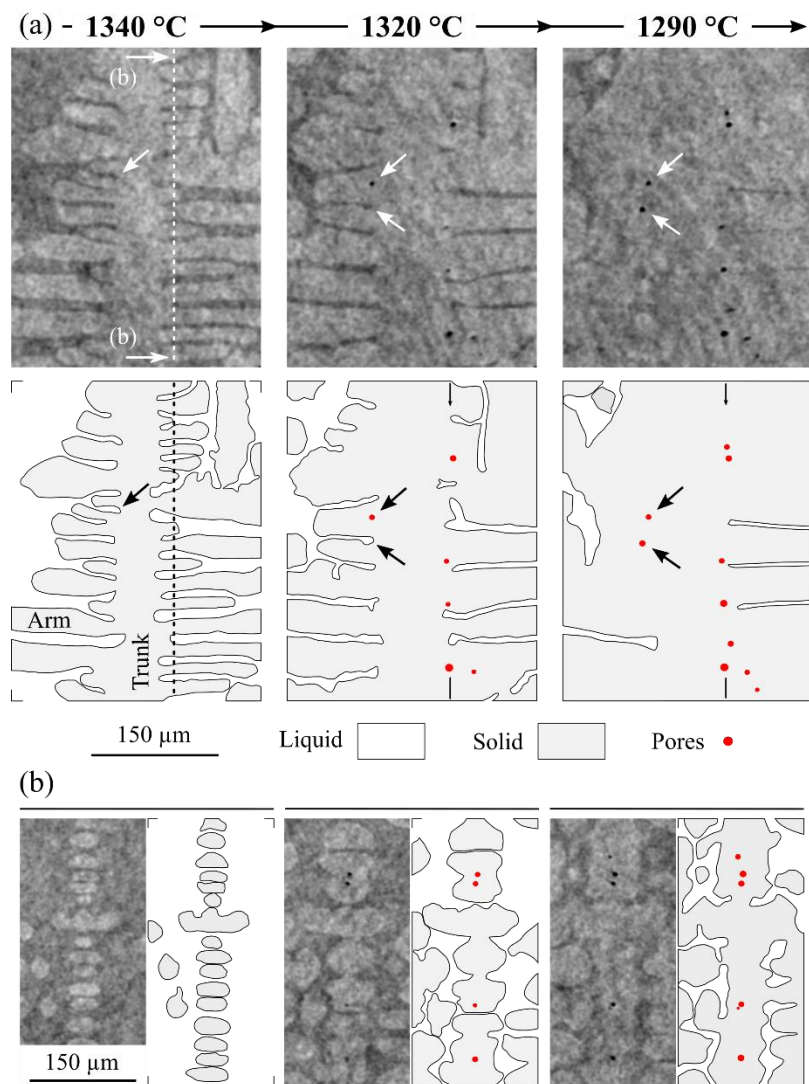 (a) 1340 °C 1320 °C 1290 °C
(b)
(b)
Arm
Trunk
150 µm Liquid Solid Pores
(b)
150 µm